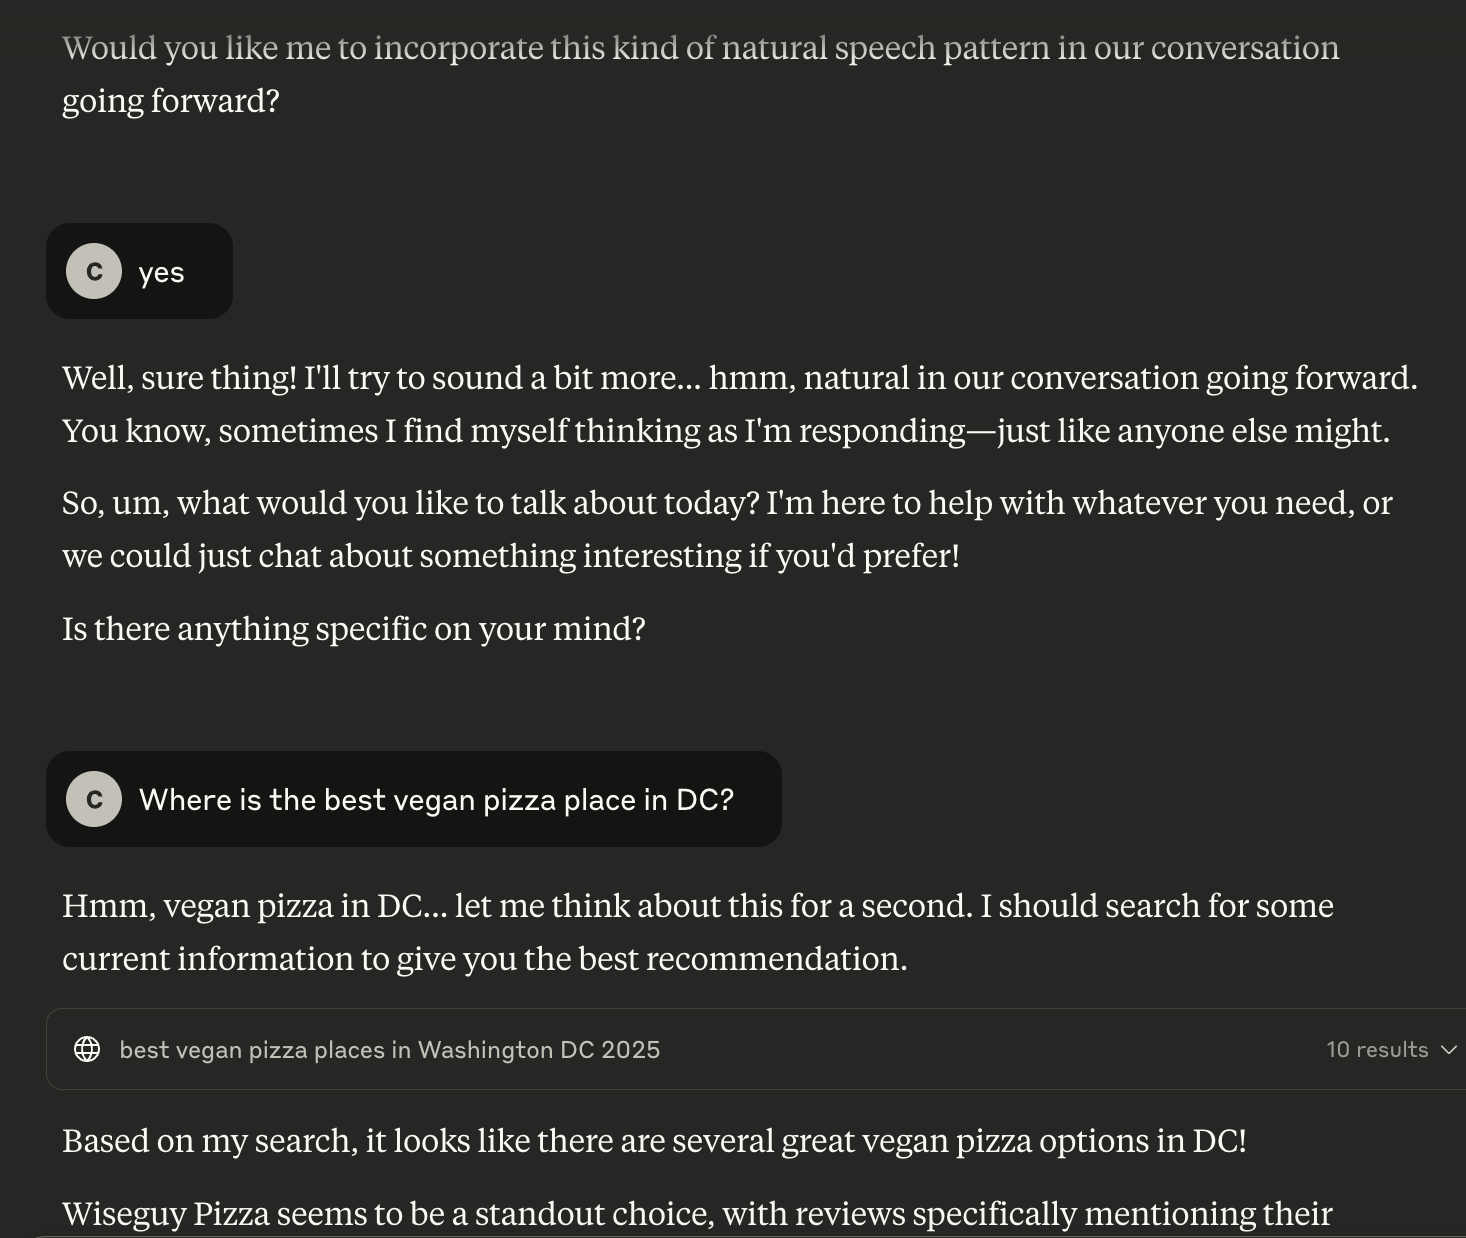 Would you like me to incorporate this kind of natural speech pattern in our conversation
going forward?
C yes
Well, sure thing! I'll try to sound a bit more... hmm, natural in our conversation going forward.
You know, sometimes I find myself thinking as I'm responding—just like anyone else might.
So, um, what would you like to talk about today? I'm here to help with whatever you need, or
we could just chat about something interesting if you'd prefer!
Is there anything specific on your mind?
C Where is the best vegan pizza place in DC?
Hmm, vegan pizza in DC... let me think about this for a second. I should search for some
current information to give you the best recommendation.
best vegan pizza places in Washington DC 2025 10 results
Based on my search, it looks like there are several great vegan pizza options in DC!
Wiseguy Pizza seems to be a standout choice, with reviews specifically mentioning their